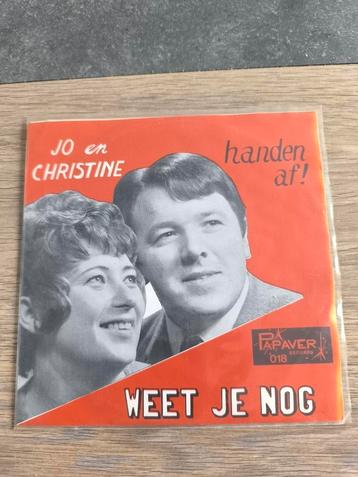 JO en
CHRISTINE
handen
af!
PAPAVER
RECORDS
018
WEET JE NOG